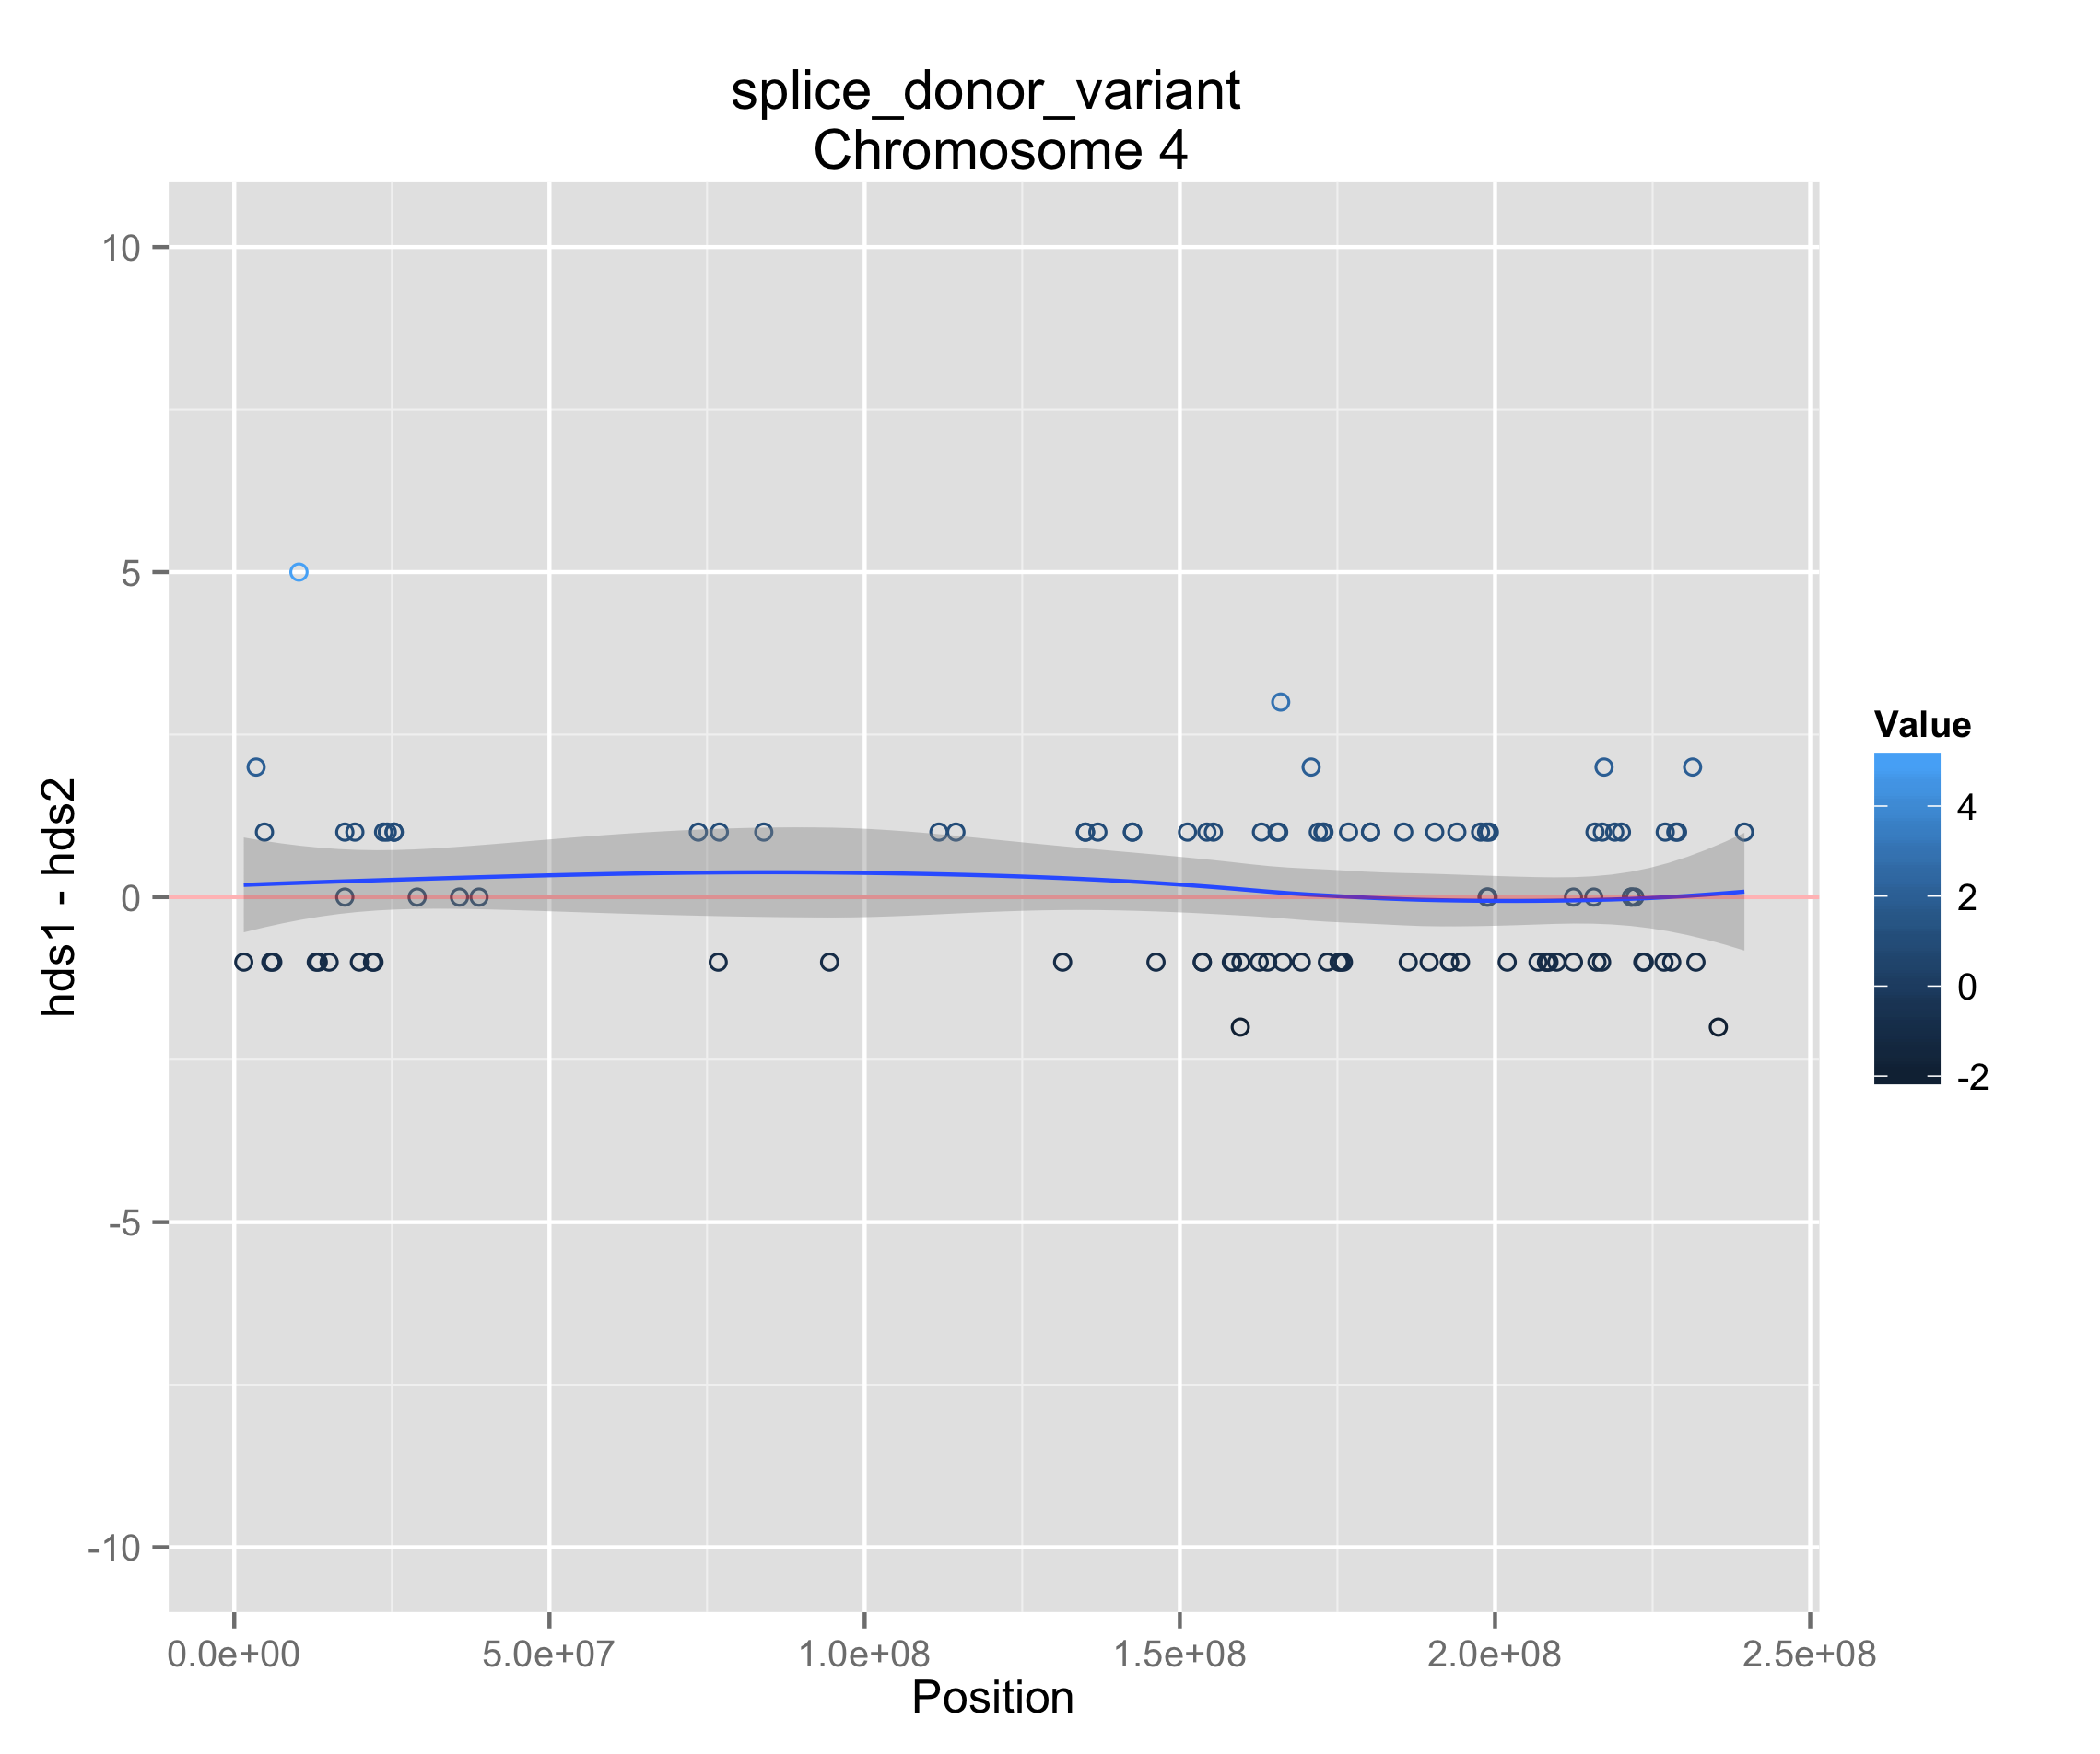 splice_donor_variant
Chromosome 4
10
5
0
-5
-10
hds1 - hds2
0.0e+00 5.0e+07 1.0e+08 1.5e+08 2.0e+08 2.5e+08
Position
Value
4
2
0
-2